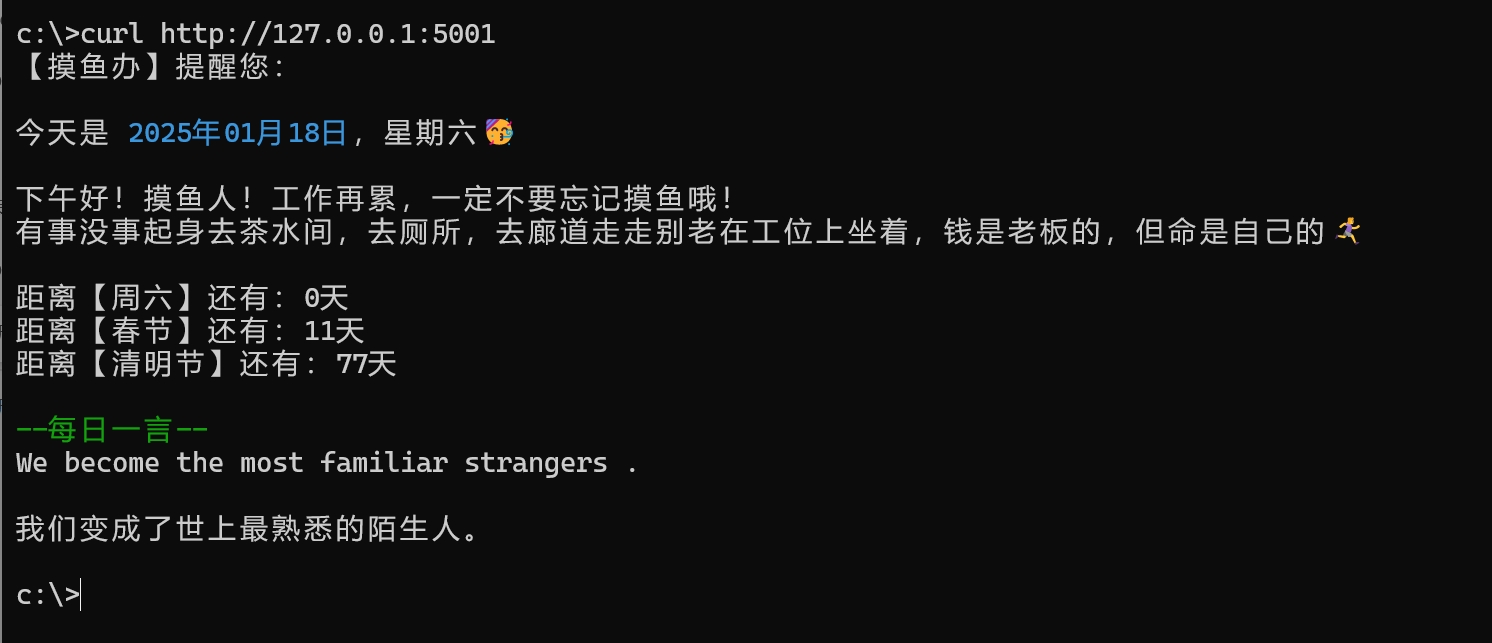 c:\>curl http://127.0.0.1:5001
【摸鱼办】提醒您：
今天是 2025年01月18日，星期六🥳
下午好！摸鱼人！工作再累，一定不要忘记摸鱼哦！
有事没事起身去茶水间，去厕所，去廊道走走别老在工位上坐着，钱是老板的，但命是自己的🏃
距离【周六】还有：0天
距离【春节】还有：11天
距离【清明节】还有：77天
--每日一言--
We become the most familiar strangers .
我们变成了世上最熟悉的陌生人。
c:\>